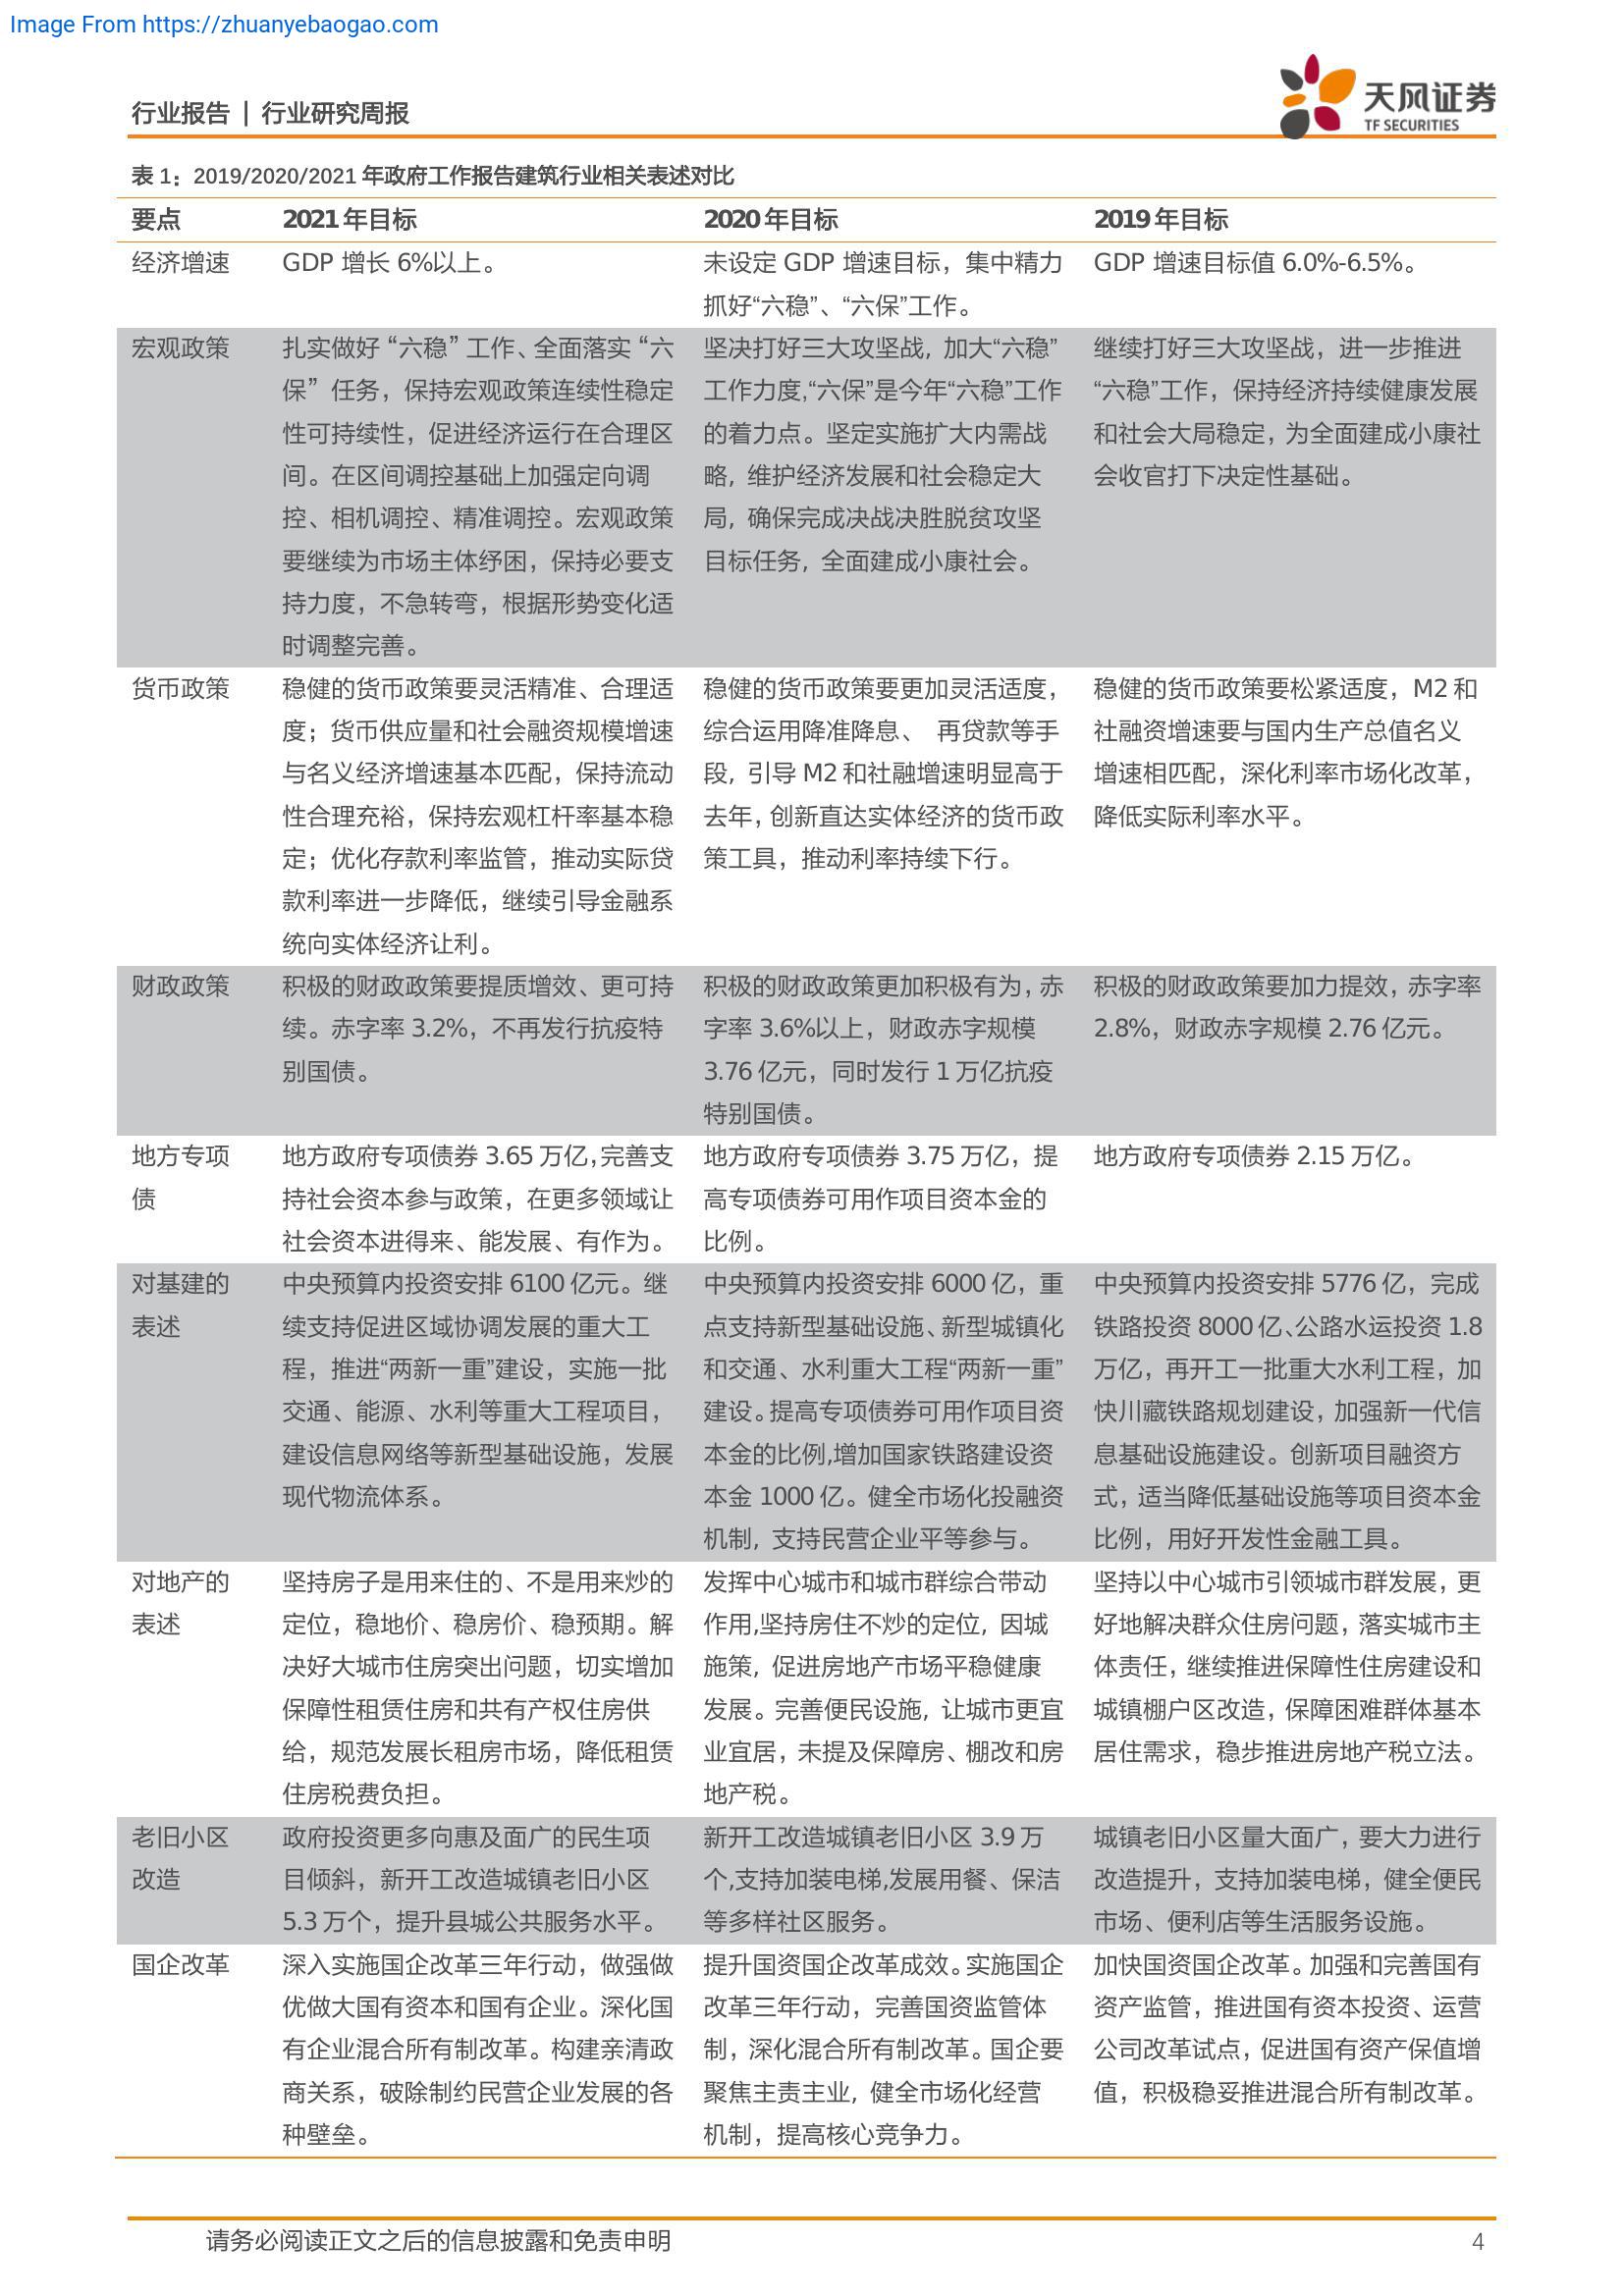 Image From https://zhuanyebaogao.com
行业报告 | 行业研究周报
天风证券
TF SECURITIES
表 1：2019/2020/2021 年政府工作报告建筑行业相关表述对比
要点 2021 年目标 2020 年目标 2019 年目标
经济增速
GDP 增长 6%以上。
未设定 GDP 增速目标，集中精力
抓好“六稳”、“六保”工作。
GDP 增速目标值 6.0%-6.5%。
宏观政策
扎实做好 “六稳” 工作、全面落实 “六
保” 任务，保持宏观政策连续性稳定
性可持续性，促进经济运行在合理区
间。在区间调控基础上加强定向调
控、相机调控、精准调控。宏观政策
要继续为市场主体纾困，保持必要支
持力度，不急转弯，根据形势变化适
时调整完善。
坚决打好三大攻坚战, 加大“六稳”
工作力度,“六保”是今年“六稳”工作
的着力点。坚定实施扩大内需战
略, 维护经济发展和社会稳定大
局, 确保完成决战决胜脱贫攻坚
目标任务, 全面建成小康社会。
继续打好三大攻坚战，进一步推进
“六稳”工作，保持经济持续健康发展
和社会大局稳定，为全面建成小康社
会收官打下决定性基础。
货币政策
稳健的货币政策要灵活精准、合理适
度；货币供应量和社会融资规模增速
与名义经济增速基本匹配，保持流动
性合理充裕，保持宏观杠杆率基本稳
定；优化存款利率监管，推动实际贷
款利率进一步降低，继续引导金融系
统向实体经济让利。
稳健的货币政策要更加灵活适度，
综合运用降准降息、 再贷款等手
段, 引导 M2 和社融增速明显高于
去年，创新直达实体经济的货币政
策工具，推动利率持续下行。
稳健的货币政策要松紧适度，M2 和
社融资增速要与国内生产总值名义
增速相匹配，深化利率市场化改革，
降低实际利率水平。
财政政策
积极的财政政策要提质增效、更可持
续。赤字率 3.2%，不再发行抗疫特
别国债。
积极的财政政策更加积极有为，赤
字率 3.6%以上，财政赤字规模
3.76 亿元，同时发行 1 万亿抗疫
特别国债。
积极的财政政策要加力提效，赤字率
2.8%，财政赤字规模 2.76 亿元。
地方专项
债
地方政府专项债券 3.65 万亿，完善支
持社会资本参与政策，在更多领域让
社会资本进得来、能发展、有作为。
地方政府专项债券 3.75 万亿，提
高专项债券可用作项目资本金的
比例。
地方政府专项债券 2.15 万亿。
对基建的
表述
中央预算内投资安排 6100 亿元。继
续支持促进区域协调发展的重大工
程，推进“两新一重”建设，实施一批
交通、能源、水利等重大工程项目，
建设信息网络等新型基础设施，发展
现代物流体系。
中央预算内投资安排 6000 亿，重
点支持新型基础设施、新型城镇化
和交通、水利重大工程“两新一重”
建设。提高专项债券可用作项目资
本金的比例,增加国家铁路建设资
本金 1000 亿。健全市场化投融资
机制, 支持民营企业平等参与。
中央预算内投资安排 5776 亿，完成
铁路投资 8000 亿、公路水运投资 1.8
万亿，再开工一批重大水利工程，加
快川藏铁路规划建设，加强新一代信
息基础设施建设。创新项目融资方
式，适当降低基础设施等项目资本金
比例，用好开发性金融工具。
对地产的
表述
坚持房子是用来住的、不是用来炒的
定位，稳地价、稳房价、稳预期。解
决好大城市住房突出问题，切实增加
保障性租赁住房和共有产权住房供
给，规范发展长租房市场，降低租赁
住房税费负担。
发挥中心城市和城市群综合带动
作用,坚持房住不炒的定位, 因城
施策, 促进房地产市场平稳健康
发展。完善便民设施, 让城市更宜
业宜居，未提及保障房、棚改和房
地产税。
坚持以中心城市引领城市群发展，更
好地解决群众住房问题，落实城市主
体责任，继续推进保障性住房建设和
城镇棚户区改造，保障困难群体基本
居住需求，稳步推进房地产税立法。
老旧小区
改造
政府投资更多向惠及面广的民生项
目倾斜，新开工改造城镇老旧小区
5.3 万个，提升县城公共服务水平。
新开工改造城镇老旧小区 3.9 万
个,支持加装电梯,发展用餐、保洁
等多样社区服务。
城镇老旧小区量大面广，要大力进行
改造提升，支持加装电梯，健全便民
市场、便利店等生活服务设施。
国企改革
深入实施国企改革三年行动，做强做
优做大国有资本和国有企业。深化国
有企业混合所有制改革。构建亲清政
商关系，破除制约民营企业发展的各
种壁垒。
提升国资国企改革成效。实施国企
改革三年行动，完善国资监管体
制，深化混合所有制改革。国企要
聚焦主责主业, 健全市场化经营
机制，提高核心竞争力。
加快国资国企改革。加强和完善国有
资产监管，推进国有资本投资、运营
公司改革试点，促进国有资产保值增
值，积极稳妥推进混合所有制改革。
请务必阅读正文之后的信息披露和免责申明 4